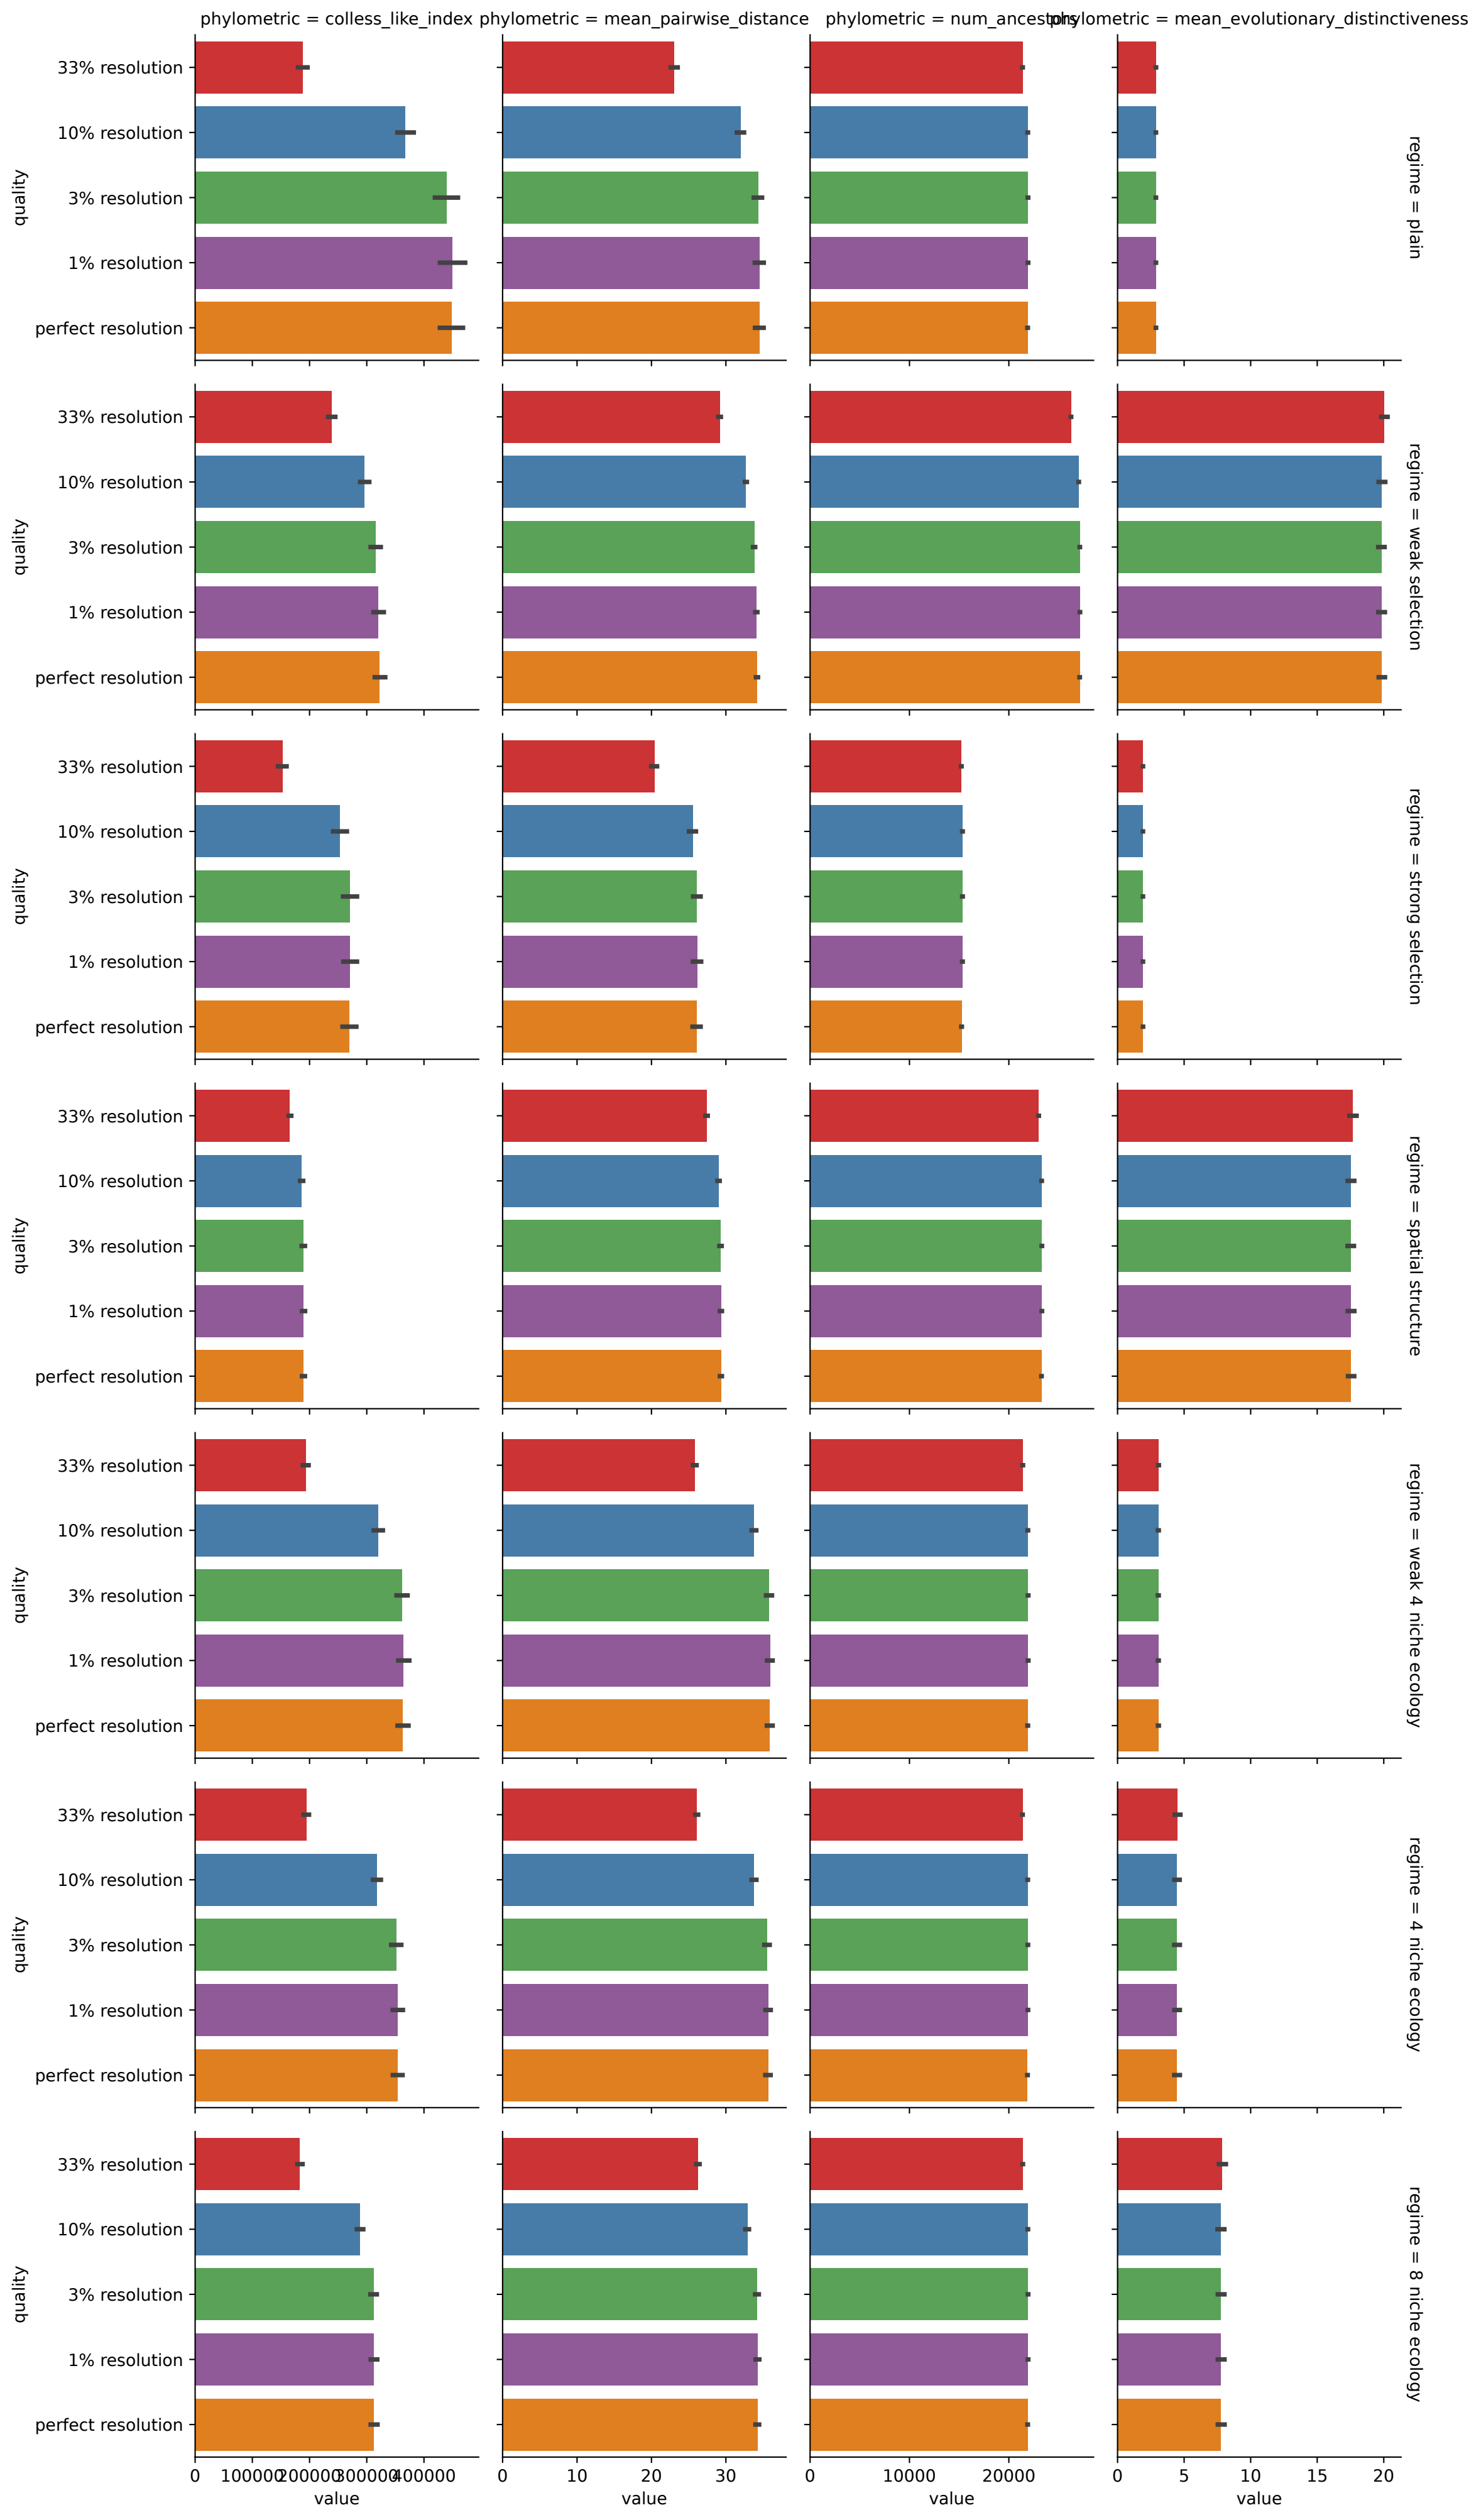 phylometric = colless_like_index
phylometric = mean_pairwise_distance
phylometric = num_ancestors
phylometric = mean_evolutionary_distinctiveness
33% resolution
10% resolution
3% resolution
1% resolution
perfect resolution
quality
regime = plain
33% resolution
10% resolution
3% resolution
1% resolution
perfect resolution
quality
regime = weak selection
33% resolution
10% resolution
3% resolution
1% resolution
perfect resolution
quality
regime = strong selection
33% resolution
10% resolution
3% resolution
1% resolution
perfect resolution
quality
regime = spatial structure
33% resolution
10% resolution
3% resolution
1% resolution
perfect resolution
quality
regime = weak 4 niche ecology
33% resolution
10% resolution
3% resolution
1% resolution
perfect resolution
quality
regime = 4 niche ecology
33% resolution
10% resolution
3% resolution
1% resolution
perfect resolution
quality
regime = 8 niche ecology
0 100000 200000 300000 400000
0 10 20 30
0 10000 20000
0 5 10 15 20
value
value
value
value